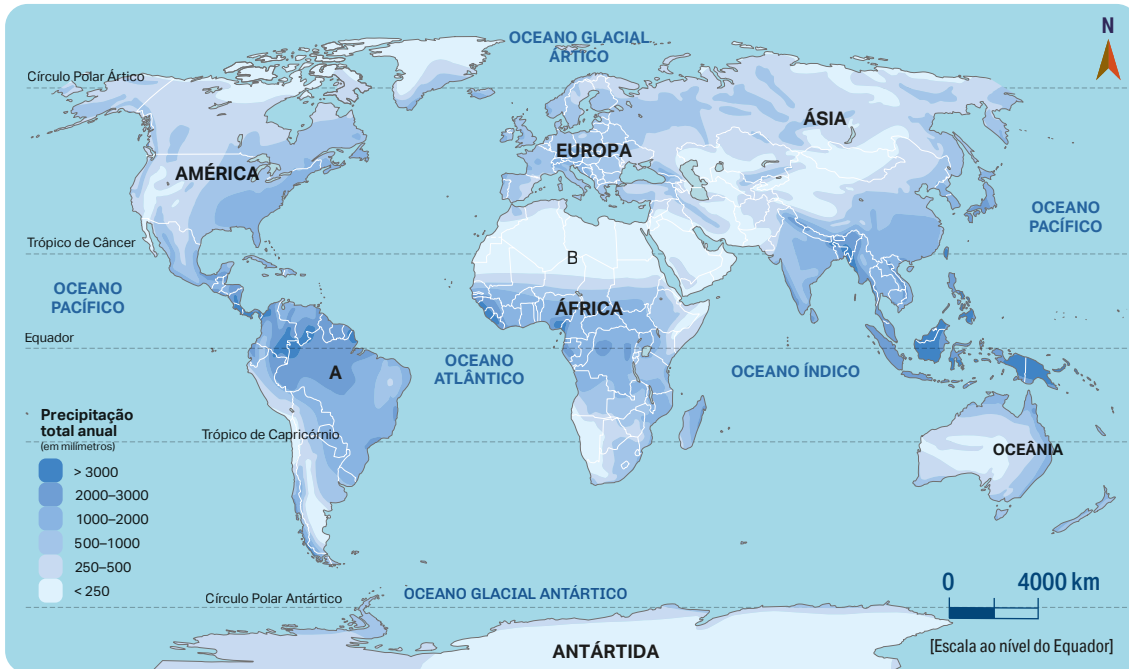 OCEANO GLACIAL
ÁRTICO
N
Círculo Polar Ártico
ÁSIA
EUROPA
AMÉRICA
OCEANO
PACÍFICO
Trópico de Câncer
B
OCEANO
PACÍFICO
ÁFRICA
Equador
OCEANO
ATLÂNTICO
OCEANO ÍNDICO
A
Precipitação
total anual
(em milímetros)
> 3000
2000–3000
1000–2000
500–1000
250–500
< 250
Trópico de Capricórnio
OCEÂNIA
Círculo Polar Antártico
OCEANO GLACIAL ANTÁRTICO
0 4000 km
[Escala ao nível do Equador]
ANTÁRTIDA